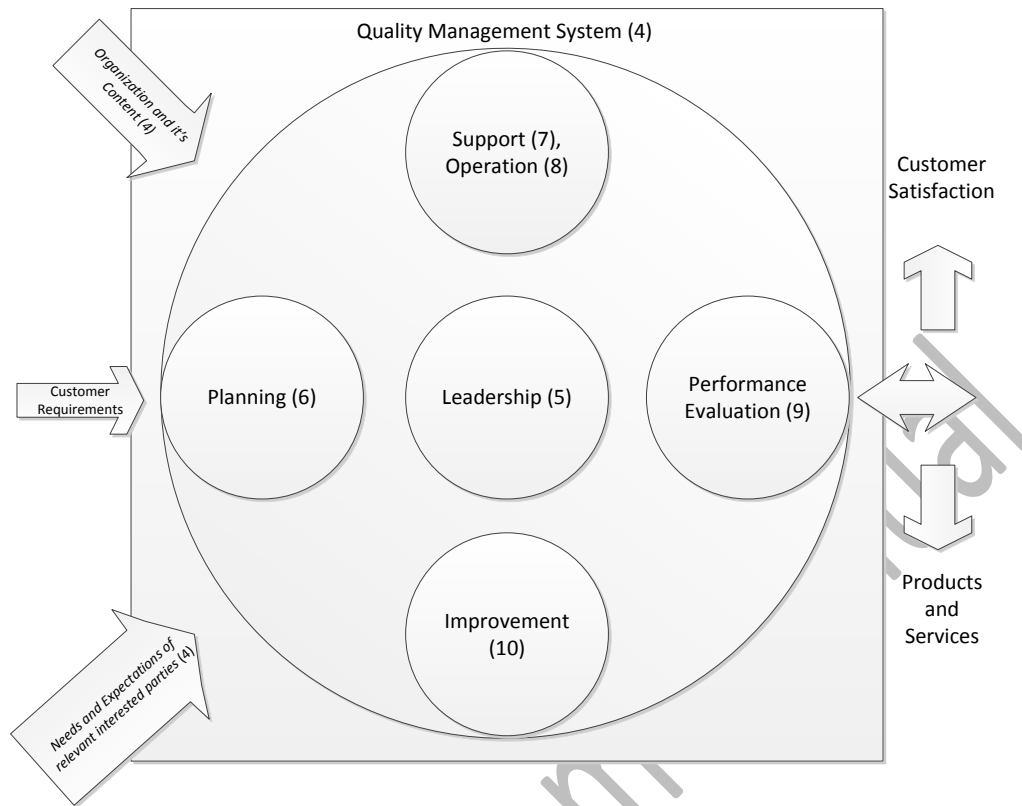 Quality Management System (4)
Organization and it's
Content (4)
Support (7),
Operation (8)
Customer
Satisfaction
Customer
Requirements
Planning (6)
Leadership (5)
Performance
Evaluation (9)
Improvement
(10)
Products
and
Services
Needs and Expectations of
relevant interested parties (4)